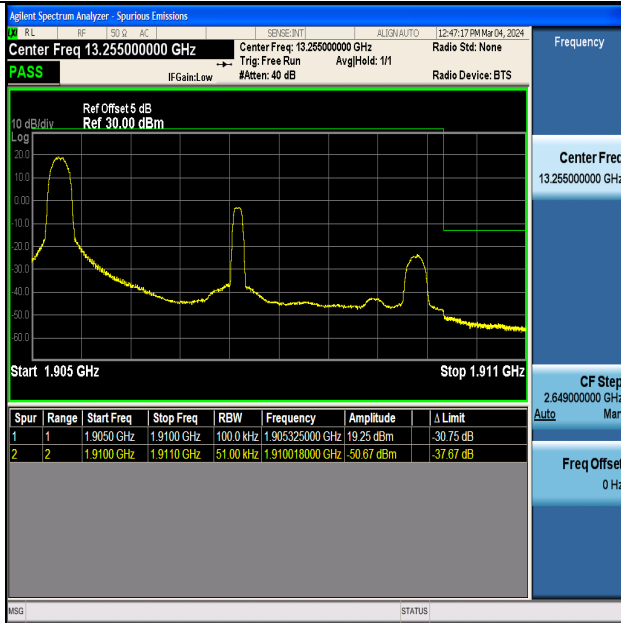 Agilent Spectrum Analyzer - Spurious Emissions
RL RF 50 Ω AC SENSE:INT ALIGN AUTO 12:47:17 PM Mar 04, 2024
Center Freq 13.255000000 GHz Center Freq: 13.255000000 GHz Radio Std: None
Trig: Free Run Avg|Hold: 1/1
PASS IFGain:Low #Atten: 40 dB Radio Device: BTS
Ref Offset 5 dB
10 dB/div Ref 30.00 dBm
Log
20.0
10.0
0.00
-10.0
-20.0
-30.0
-40.0
-50.0
-60.0
Start 1.905 GHz Stop 1.911 GHz
Spur Range Start Freq Stop Freq RBW Frequency Amplitude Δ Limit
1 1 1.9050 GHz 1.9100 GHz 100.0 kHz 1.905325000 GHz 19.25 dBm -30.75 dB
2 2 1.9100 GHz 1.9110 GHz 51.00 kHz 1.910018000 GHz -50.67 dBm -37.67 dB
MSG STATUS
Frequency
Center Freq
13.255000000 GHz
CF Step
2.649000000 GHz
Auto Man
Freq Offset
0 Hz